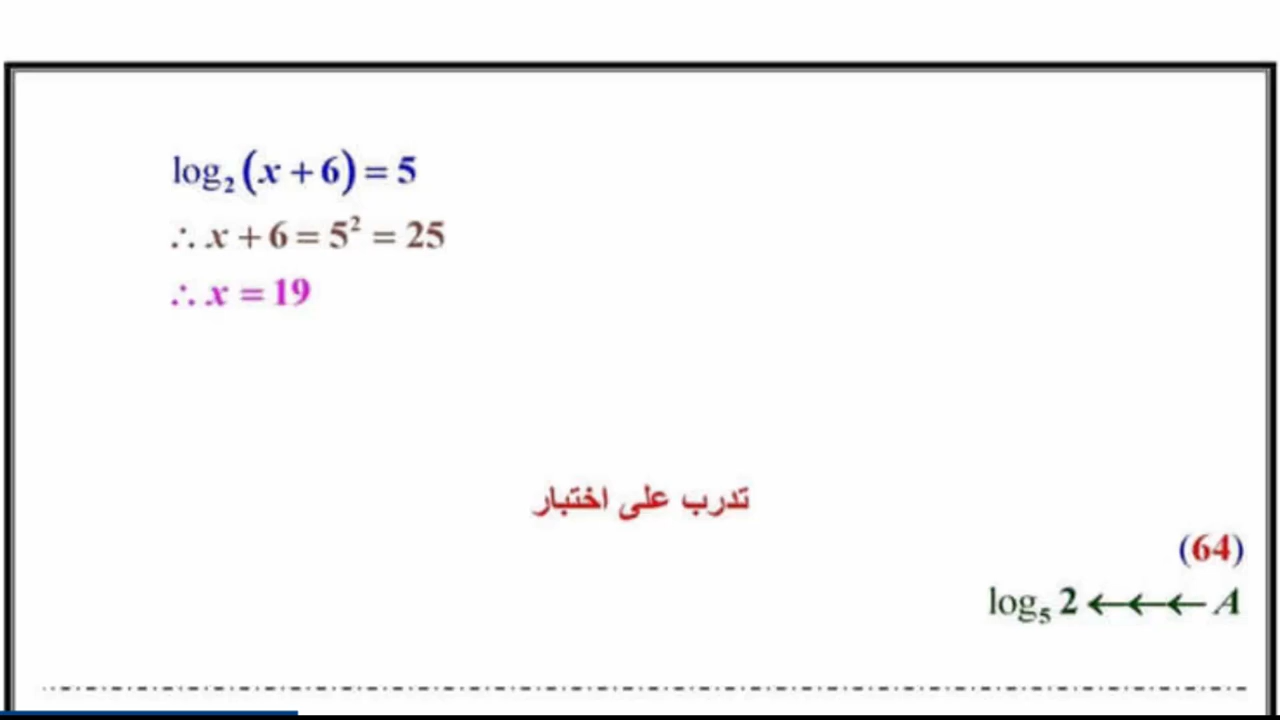 log₂(x + 6) = 5
∴ x + 6 = 5² = 25
∴ x = 19
تدرب على اختبار
(64)
log₅ 2 ←←← A